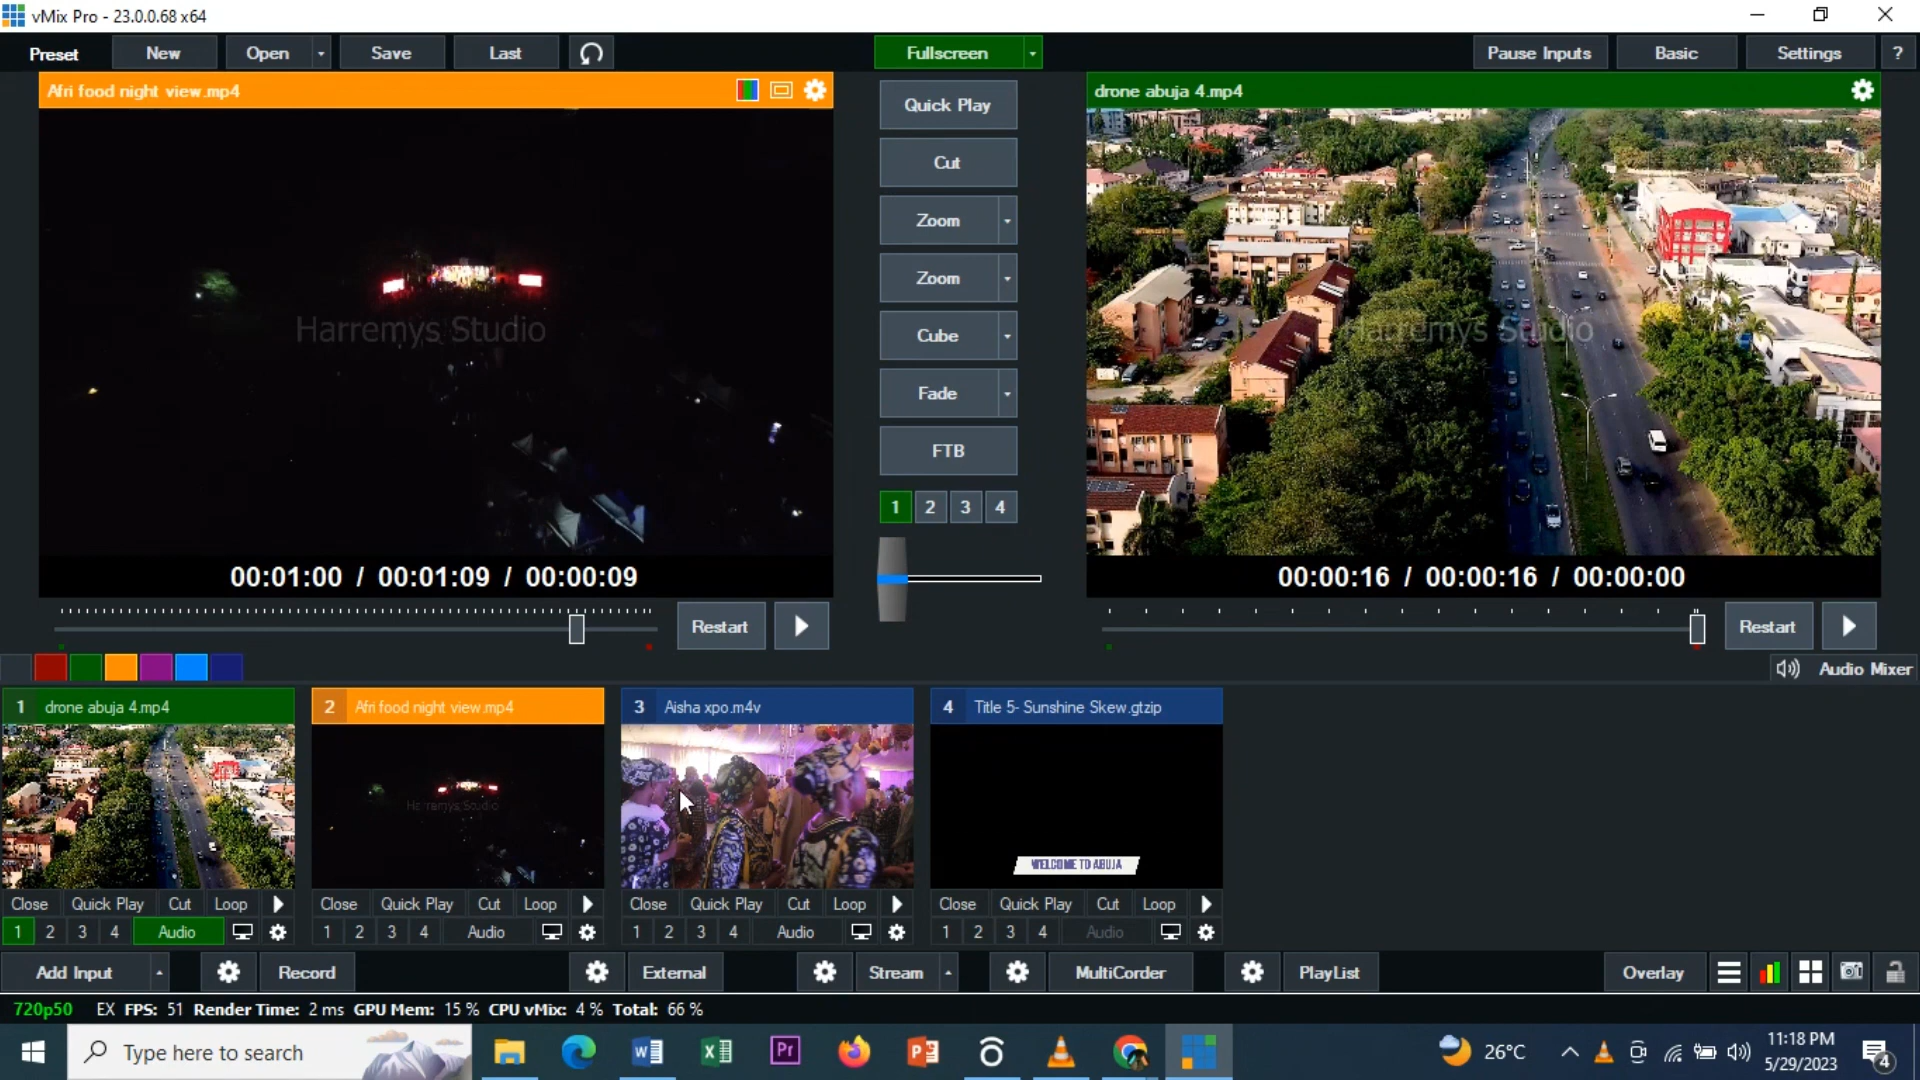 vMix Pro - 23.0.0.68 x64
Preset New Open Save Last Fullscreen Pause Inputs Basic Settings ?
Afri food night view.mp4
Harremys Studio
00:01:00 / 00:01:09 / 00:00:09
Restart
Quick Play
Cut
Zoom
Zoom
Cube
Fade
FTB
1 2 3 4
drone abuja 4.mp4
Harremys Studio
00:00:16 / 00:00:16 / 00:00:00
Restart
Audio Mixer
1 drone abuja 4.mp4
Harremys Studio
Close Quick Play Cut Loop
1 2 3 4 Audio
2 Afri food night view.mp4
Harremys Studio
Close Quick Play Cut Loop
1 2 3 4 Audio
3 Aisha xpo.m4v
Close Quick Play Cut Loop
1 2 3 4 Audio
4 Title 5- Sunshine Skew.gtzip
WELCOME TO ABUJA
Close Quick Play Cut Loop
1 2 3 4 Audio
Add Input Record External Stream MultiCorder PlayList Overlay
720p50 EX FPS: 51 Render Time: 2 ms GPU Mem: 15 % CPU vMix: 4 % Total: 66 %
Type here to search
Pr
26°C
11:18 PM
5/29/2023
4